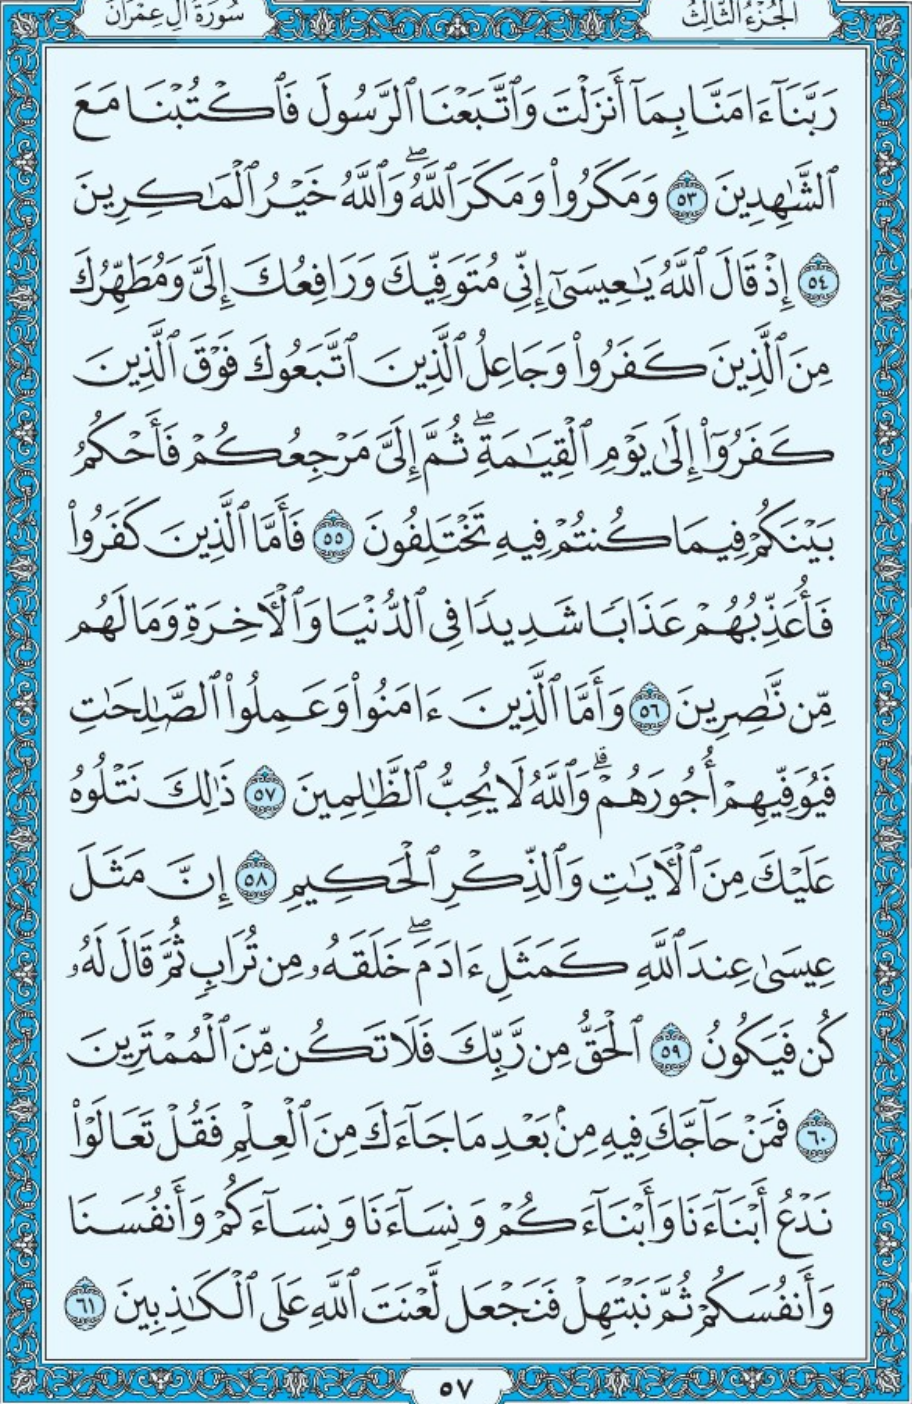 سُورَةُ آلِ عِمْرَانَ
الجُزْءُ الثَّالِثُ
رَبَّنَآ ءَامَنَّا بِمَآ أَنزَلْتَ وَٱتَّبَعْنَا ٱلرَّسُولَ فَٱكْتُبْنَا مَعَ
ٱلشَّٰهِدِينَ ٥٣ وَمَكَرُوا۟ وَمَكَرَ ٱللَّهُ ۖ وَٱللَّهُ خَيْرُ ٱلْمَٰكِرِينَ
٥٤ إِذْ قَالَ ٱللَّهُ يَٰعِيسَىٰٓ إِنِّى مُتَوَفِّيكَ وَرَافِعُكَ إِلَىَّ وَمُطَهِّرُكَ
مِنَ ٱلَّذِينَ كَفَرُوا۟ وَجَاعِلُ ٱلَّذِينَ ٱتَّبَعُوكَ فَوْقَ ٱلَّذِينَ
كَفَرُوٓا۟ إِلَىٰ يَوْمِ ٱلْقِيَٰمَةِ ۖ ثُمَّ إِلَىَّ مَرْجِعُكُمْ فَأَحْكُمُ
بَيْنَكُمْ فِيمَا كُنتُمْ فِيهِ تَخْتَلِفُونَ ٥٥ فَأَمَّا ٱلَّذِينَ كَفَرُوا۟
فَأُعَذِّبُهُمْ عَذَابًا شَدِيدًا فِى ٱلدُّنْيَا وَٱلْءَاخِرَةِ وَمَا لَهُم
مِّن نَّٰصِرِينَ ٥٦ وَأَمَّا ٱلَّذِينَ ءَامَنُوا۟ وَعَمِلُوا۟ ٱلصَّٰلِحَٰتِ
فَيُوَفِّيهِمْ أُجُورَهُمْ ۗ وَٱللَّهُ لَا يُحِبُّ ٱلظَّٰلِمِينَ ٥٧ ذَٰلِكَ نَتْلُوهُ
عَلَيْكَ مِنَ ٱلْءَايَٰتِ وَٱلذِّكْرِ ٱلْحَكِيمِ ٥٨ إِنَّ مَثَلَ
عِيسَىٰ عِندَ ٱللَّهِ كَمَثَلِ ءَادَمَ ۖ خَلَقَهُۥ مِن تُرَابٍ ثُمَّ قَالَ لَهُۥ
كُن فَيَكُونُ ٥٩ ٱلْحَقُّ مِن رَّبِّكَ فَلَا تَكُن مِّنَ ٱلْمُمْتَرِينَ
٦٠ فَمَنْ حَآجَّكَ فِيهِ مِنۢ بَعْدِ مَا جَآءَكَ مِنَ ٱلْعِلْمِ فَقُلْ تَعَالَوْا۟
نَدْعُ أَبْنَآءَنَا وَأَبْنَآءَكُمْ وَنِسَآءَنَا وَنِسَآءَكُمْ وَأَنفُسَنَا
وَأَنفُسَكُمْ ثُمَّ نَبْتَهِلْ فَنَجْعَل لَّعْنَتَ ٱللَّهِ عَلَى ٱلْكَٰذِبِينَ ٦١
٥٧